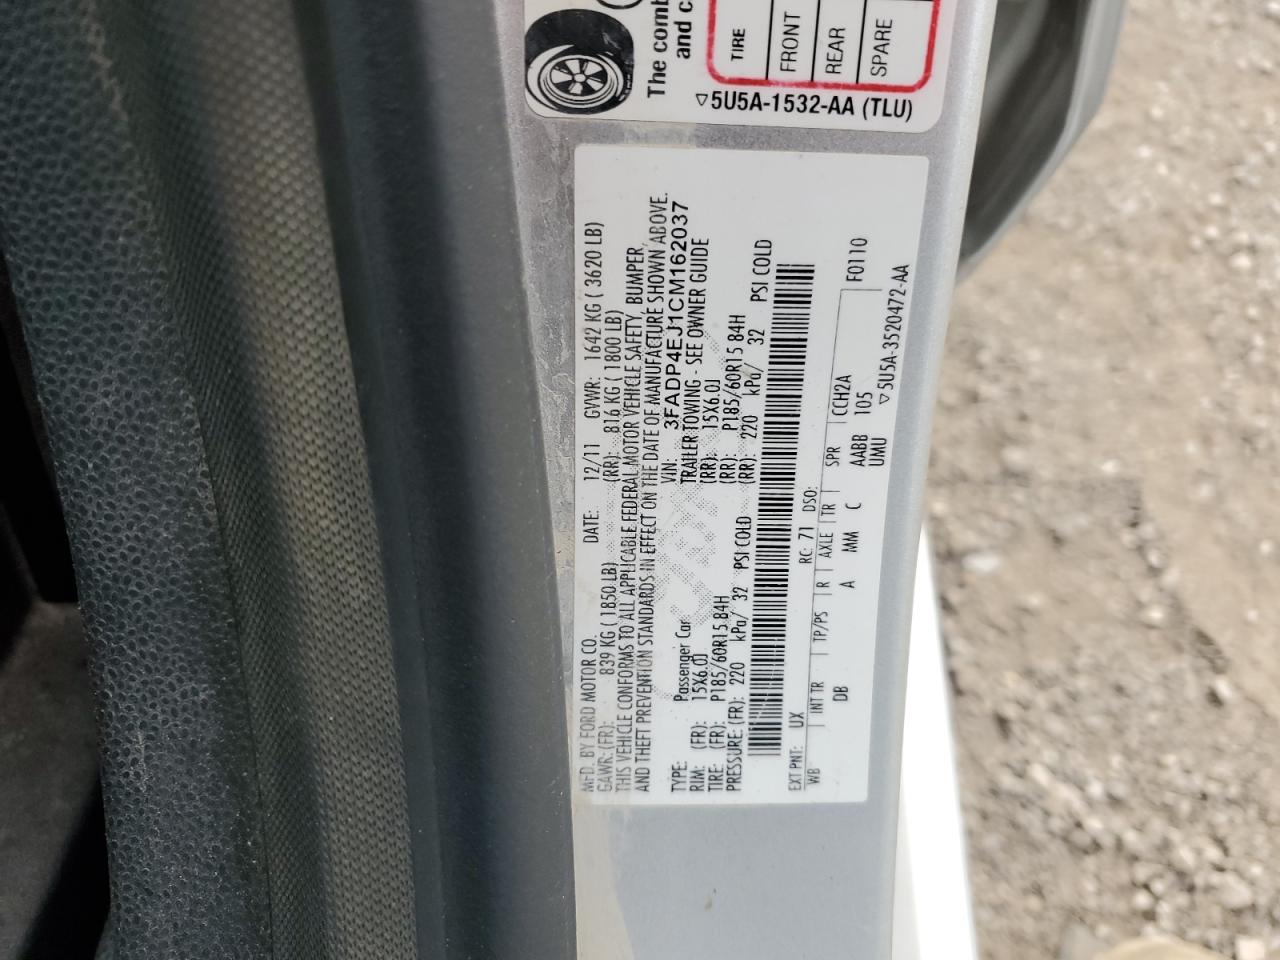 The comb
and c
TIRE
FRONT
REAR
SPARE
▽5U5A-1532-AA (TLU)
MFD. BY FORD MOTOR CO.
DATE: 12/11 GVWR: 1642 KG ( 3620 LB)
GAWR: (FR): 839 KG ( 1850 LB) (RR): 816 KG ( 1800 LB)
THIS VEHICLE CONFORMS TO ALL APPLICABLE FEDERAL MOTOR VEHICLE SAFETY, BUMPER,
AND THEFT PREVENTION STANDARDS IN EFFECT ON THE DATE OF MANUFACTURE SHOWN ABOVE.
VIN: 3FADP4EJ1CM162037
TYPE: Passenger Car TRAILER TOWING - SEE OWNER GUIDE
RIM: (FR): 15X6.0J (RR): 15X6.0J
TIRE: (FR): P185/60R15 84H (RR): P185/60R15 84H
PRESSURE: (FR): 220 kPa/ 32 PSI COLD (RR): 220 kPa/ 32 PSI COLD
EXT PNT: UX RC: 71 DSO: F0110
WB INT TR TP/PS R AXLE TR SPR CCH2A
DB A MM C AABB 105
UMU ▽5U5A-3520472-AA